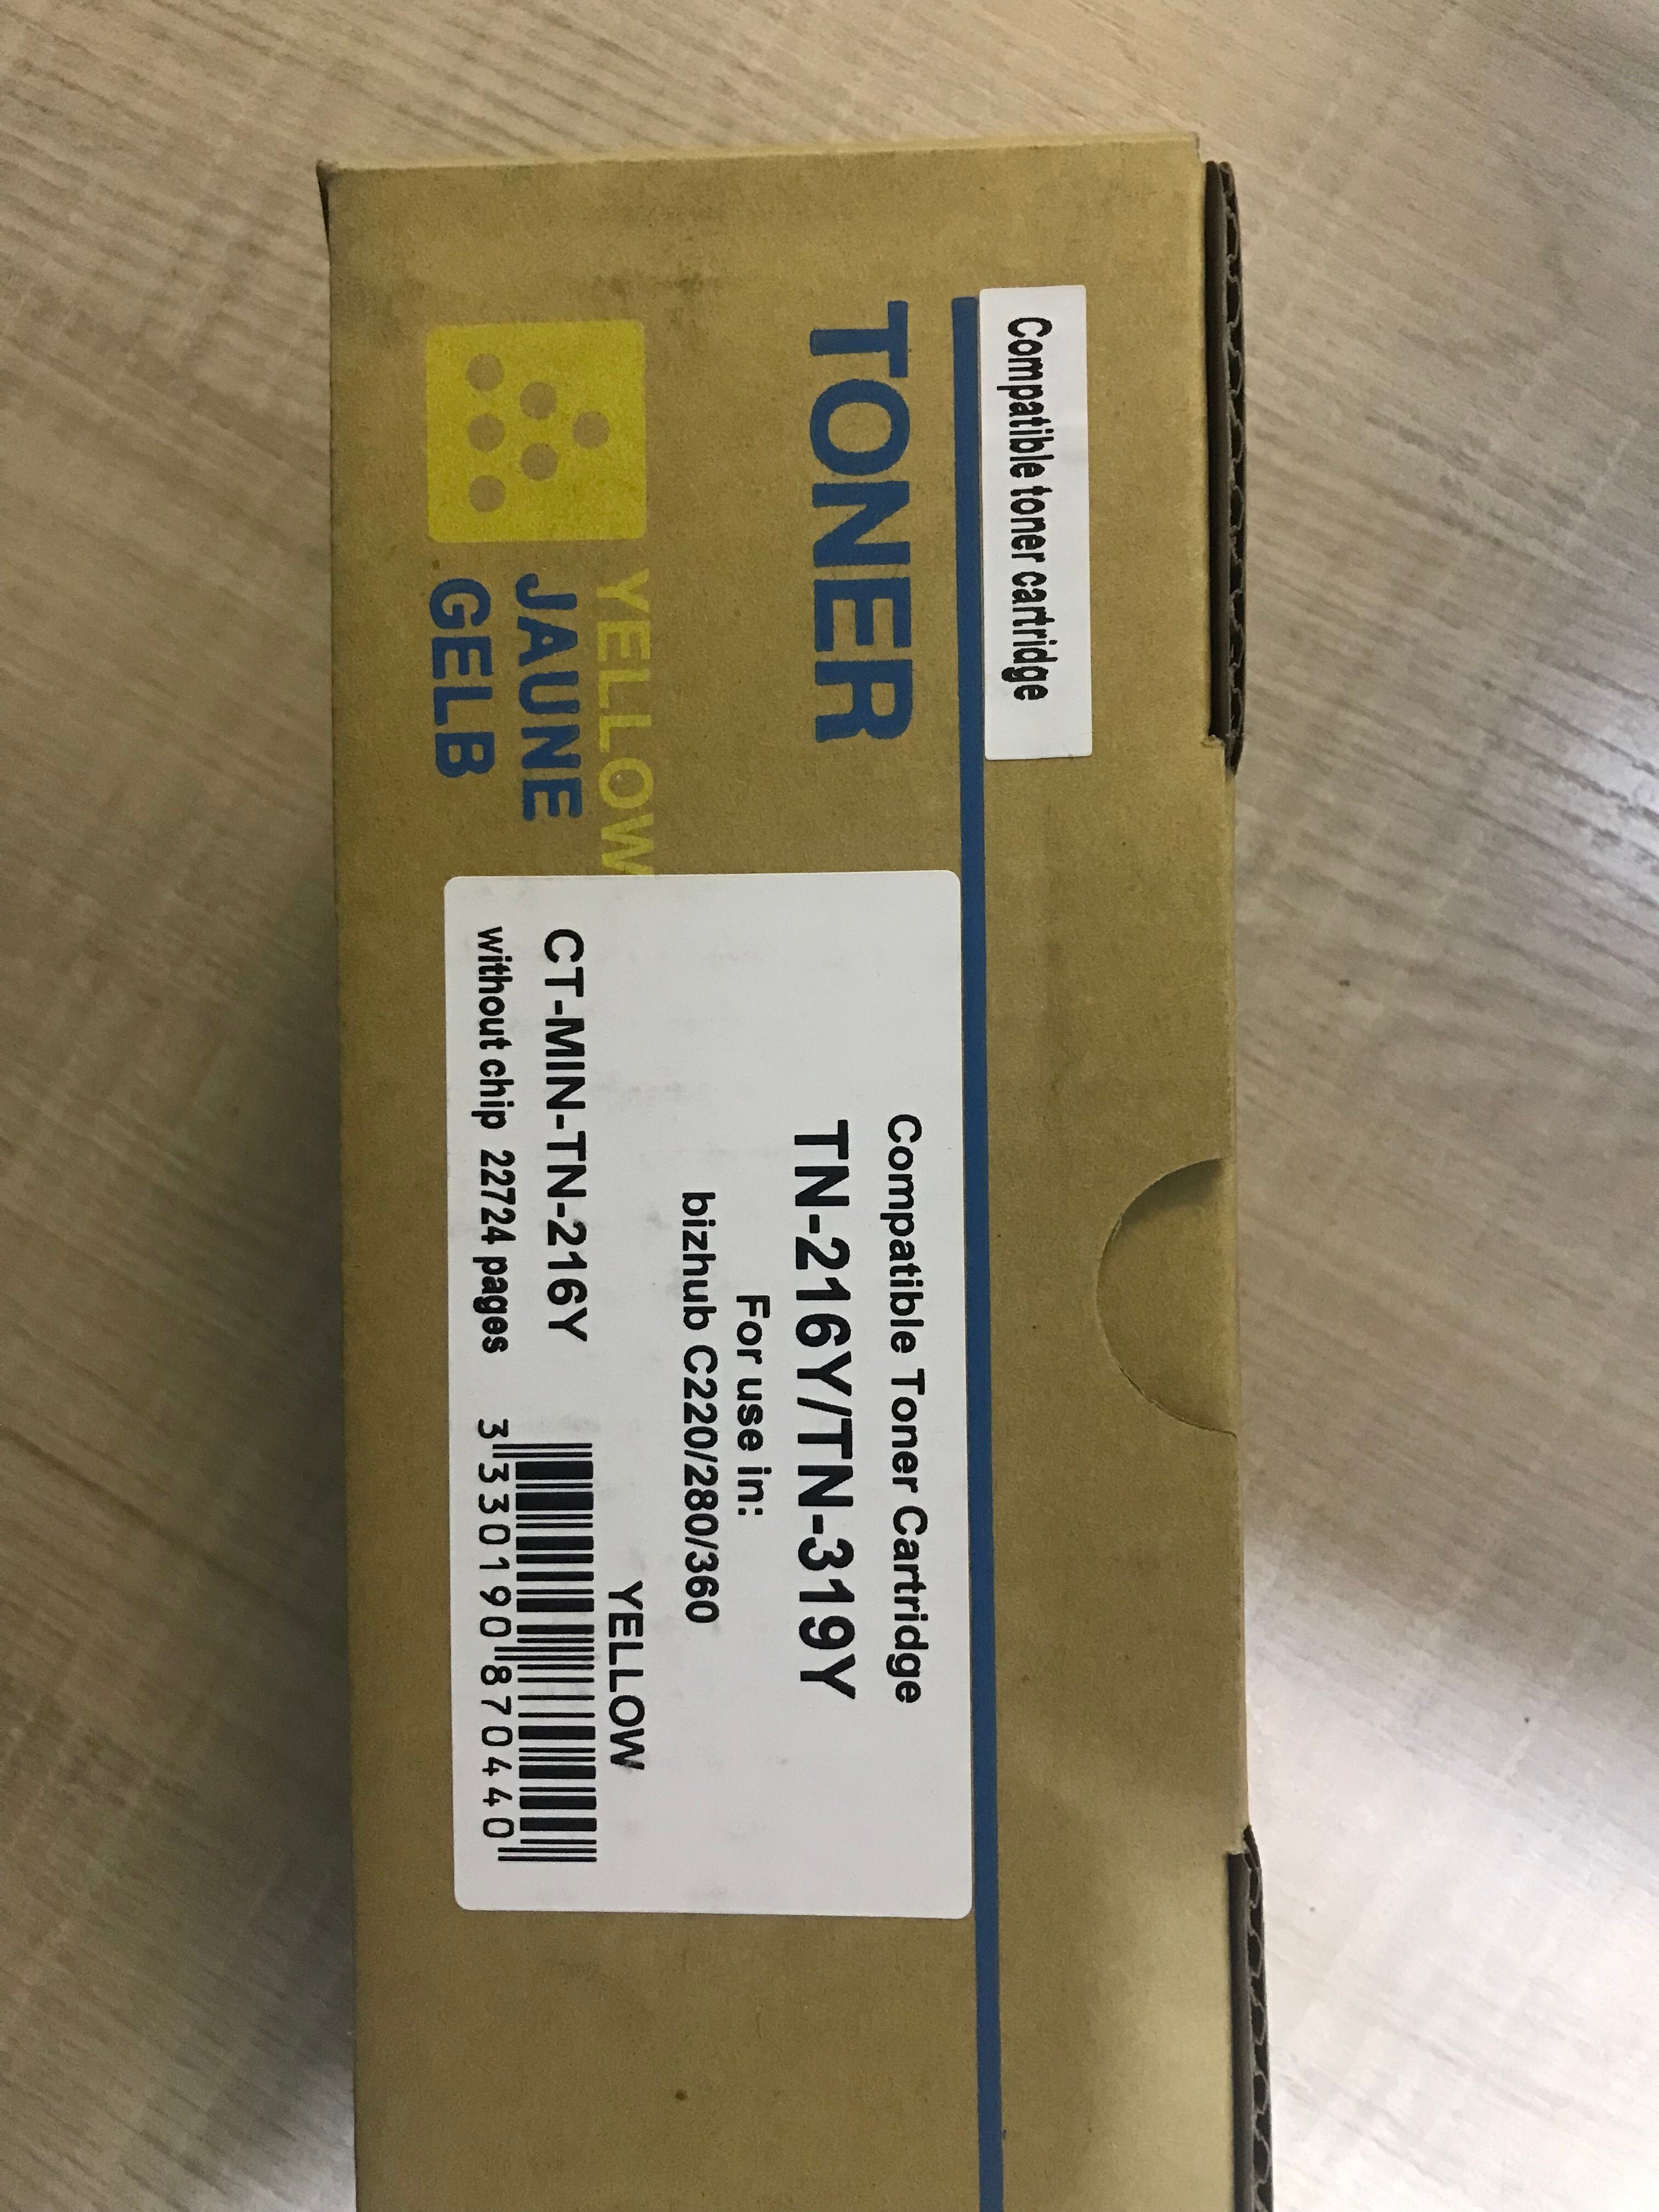 Compatible toner cartridge
TONER
YELLOW
JAUNE
GELB
Compatible Toner Cartridge
TN-216Y/TN-319Y
For use in:
bizhub C220/280/360
YELLOW
CT-MIN-TN-216Y
without chip 22724 pages
3 330190 870440